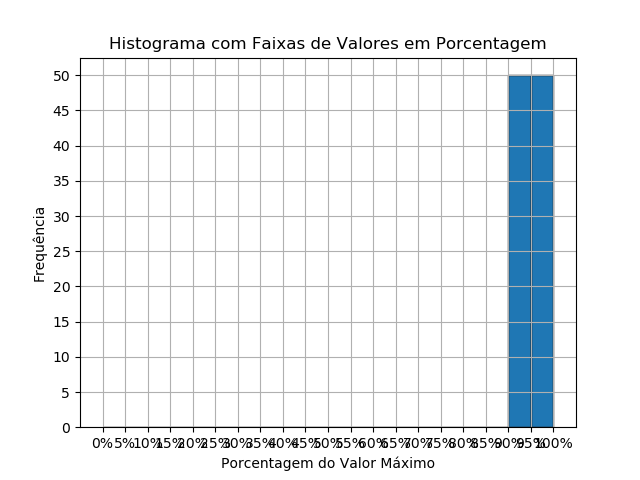 Histograma com Faixas de Valores em Porcentagem
50
45
40
35
30
25
20
15
10
5
0
Frequência
0% 5% 10% 15% 20% 25% 30% 35% 40% 45% 50% 55% 60% 65% 70% 75% 80% 85% 90% 95% 100%
Porcentagem do Valor Máximo